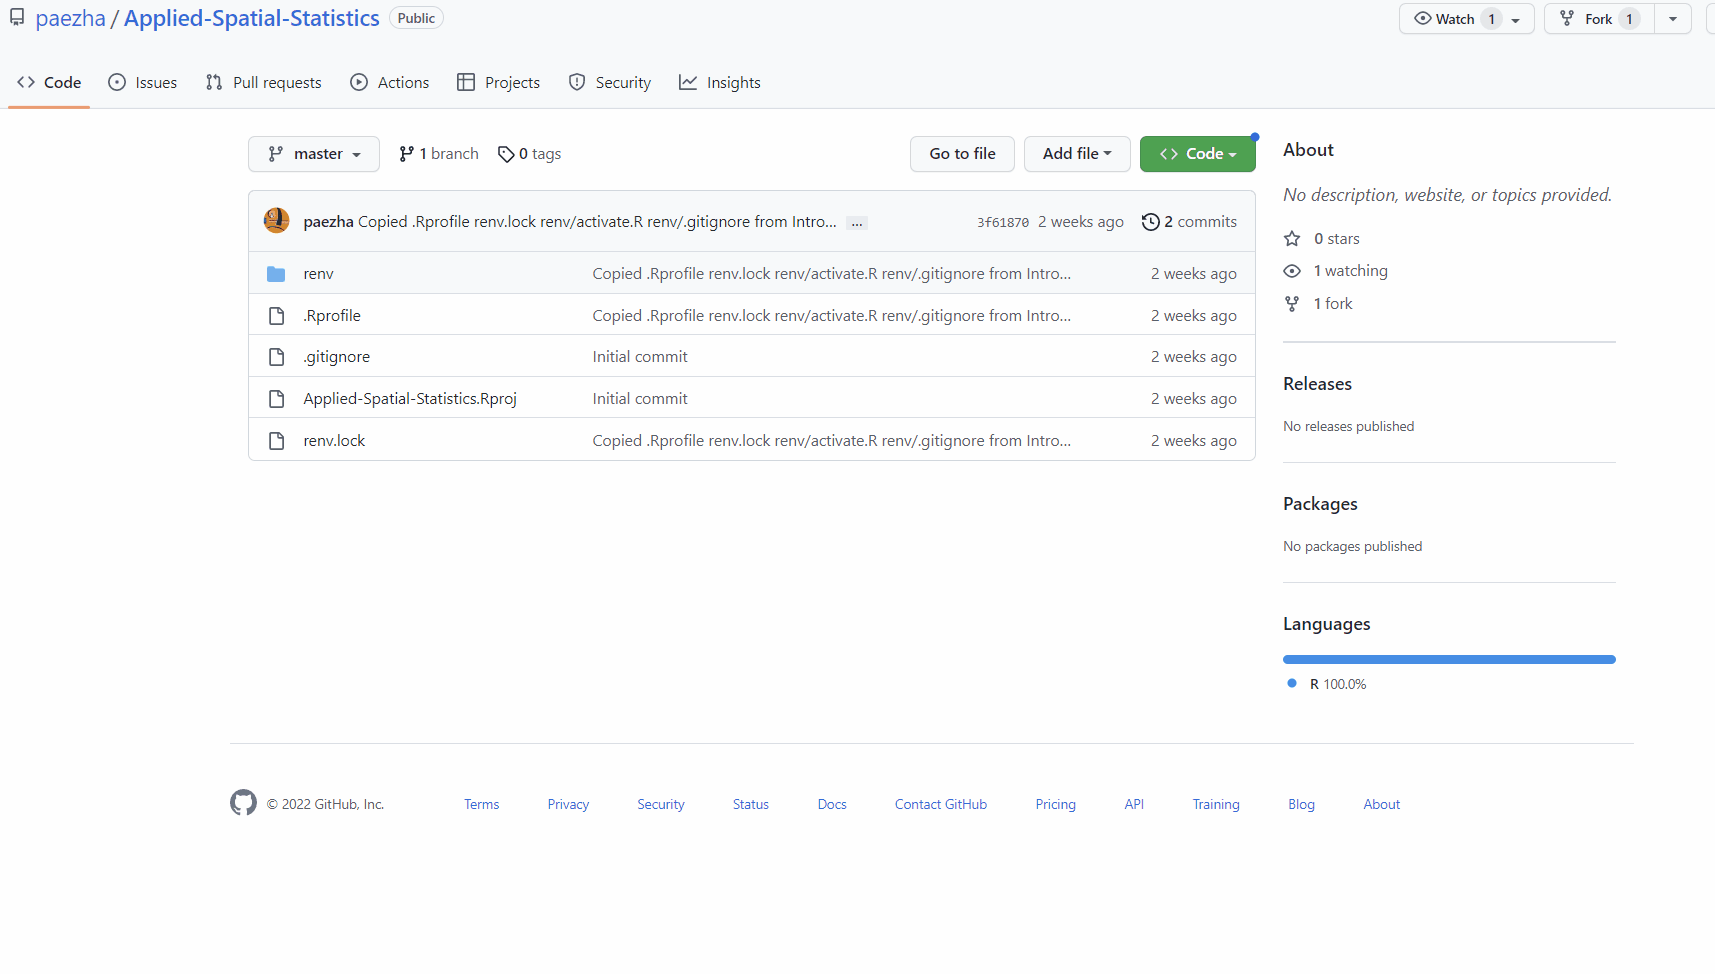 paezha / Applied-Spatial-Statistics Public
Watch 1 Fork 1
Code Issues Pull requests Actions Projects Security Insights
master 1 branch 0 tags Go to file Add file Code
paezha Copied .Rprofile renv.lock renv/activate.R renv/.gitignore from Intro... ... 3f61870 2 weeks ago 2 commits
renv Copied .Rprofile renv.lock renv/activate.R renv/.gitignore from Intro... 2 weeks ago
.Rprofile Copied .Rprofile renv.lock renv/activate.R renv/.gitignore from Intro... 2 weeks ago
.gitignore Initial commit 2 weeks ago
Applied-Spatial-Statistics.Rproj Initial commit 2 weeks ago
renv.lock Copied .Rprofile renv.lock renv/activate.R renv/.gitignore from Intro... 2 weeks ago
About
No description, website, or topics provided.
0 stars
1 watching
1 fork
Releases
No releases published
Packages
No packages published
Languages
R 100.0%
© 2022 GitHub, Inc. Terms Privacy Security Status Docs Contact GitHub Pricing API Training Blog About